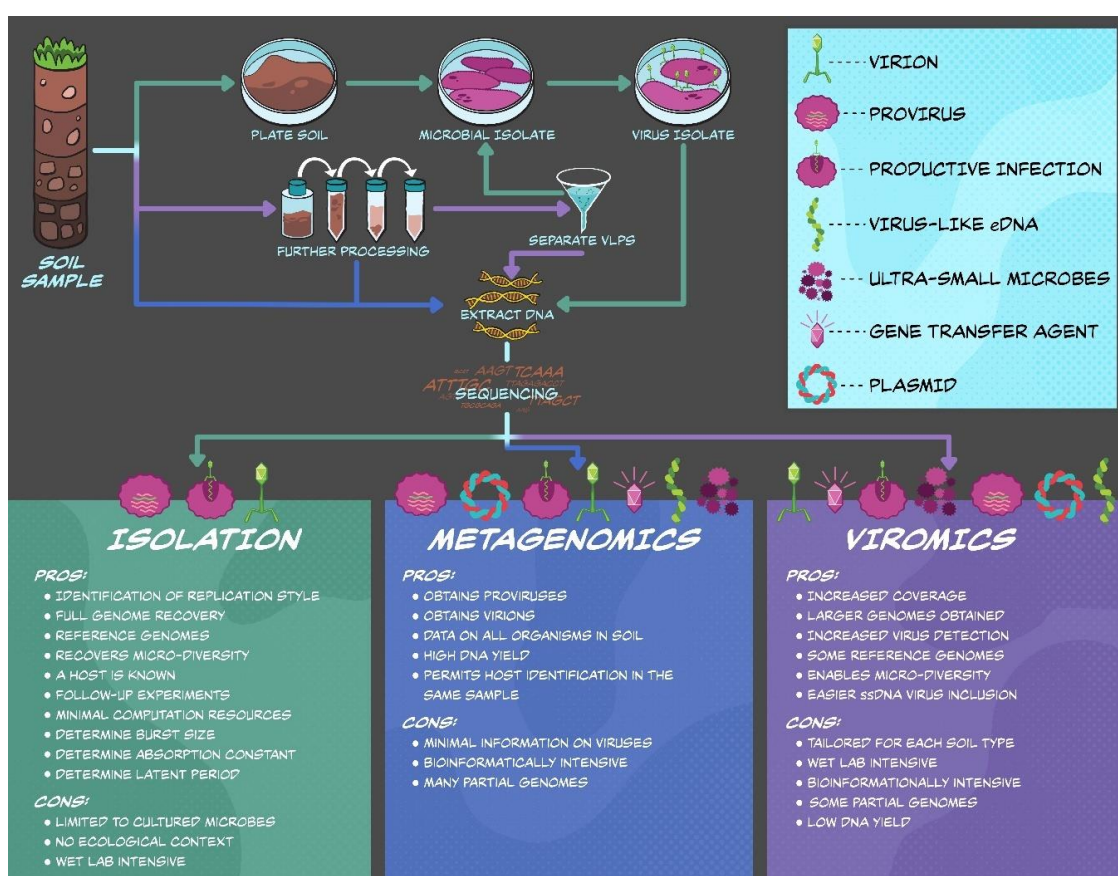 PLATE SOIL
MICROBIAL ISOLATE
VIRUS ISOLATE
FURTHER PROCESSING
SEPARATE VLPS
SOIL
SAMPLE
EXTRACT DNA
AAGT TCAAA
ATTTGC
TTAGAGACCT
SEQUENCING
TAGCT
VIRION
PROVIRUS
PRODUCTIVE INFECTION
VIRUS-LIKE eDNA
ULTRA-SMALL MICROBES
GENE TRANSFER AGENT
PLASMID
ISOLATION
PROS:
• IDENTIFICATION OF REPLICATION STYLE
• FULL GENOME RECOVERY
• REFERENCE GENOMES
• RECOVERS MICRO-DIVERSITY
• A HOST IS KNOWN
• FOLLOW-UP EXPERIMENTS
• MINIMAL COMPUTATION RESOURCES
• DETERMINE BURST SIZE
• DETERMINE ABSORPTION CONSTANT
• DETERMINE LATENT PERIOD
CONS:
• LIMITED TO CULTURED MICROBES
• NO ECOLOGICAL CONTEXT
• WET LAB INTENSIVE
METAGENOMICS
PROS:
• OBTAINS PROVIRUSES
• OBTAINS VIRIONS
• DATA ON ALL ORGANISMS IN SOIL
• HIGH DNA YIELD
• PERMITS HOST IDENTIFICATION IN THE
SAME SAMPLE
CONS:
• MINIMAL INFORMATION ON VIRUSES
• BIOINFORMATICALLY INTENSIVE
• MANY PARTIAL GENOMES
VIROMICS
PROS:
• INCREASED COVERAGE
• LARGER GENOMES OBTAINED
• INCREASED VIRUS DETECTION
• SOME REFERENCE GENOMES
• ENABLES MICRO-DIVERSITY
• EASIER ssDNA VIRUS INCLUSION
CONS:
• TAILORED FOR EACH SOIL TYPE
• WET LAB INTENSIVE
• BIOINFORMATIONALLY INTENSIVE
• SOME PARTIAL GENOMES
• LOW DNA YIELD